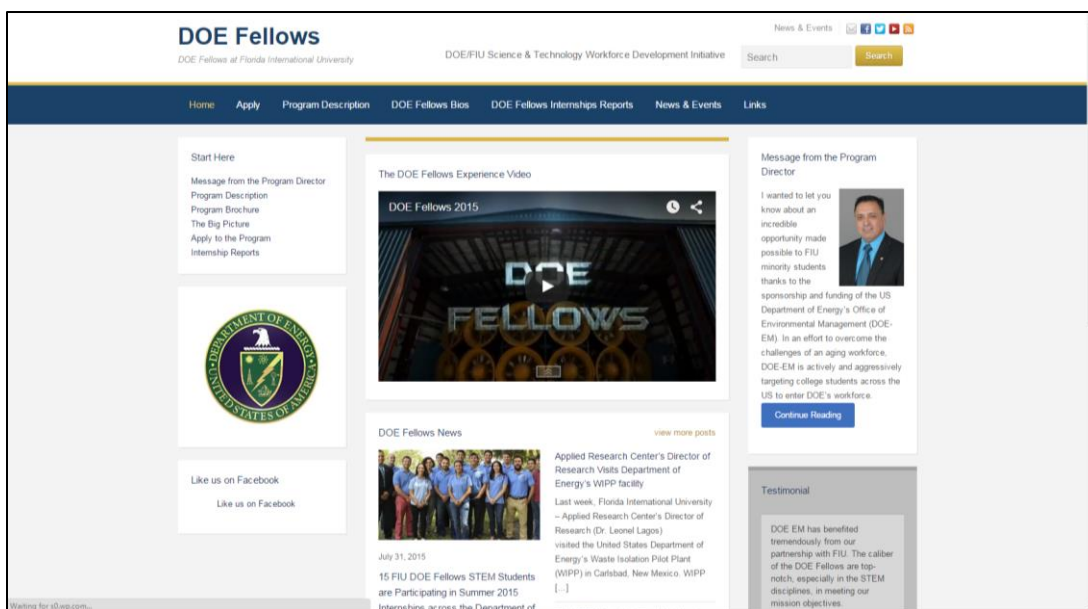 DOE Fellows
DOE Fellows at Florida International University
DOE/FIU Science & Technology Workforce Development Initiative
News & Events
Search
Search
Home
Apply
Program Description
DOE Fellows Bios
DOE Fellows Internships Reports
News & Events
Links
Start Here
Message from the Program Director
Program Description
Program Brochure
The Big Picture
Apply to the Program
Internship Reports
DEPARTMENT OF ENERGY
UNITED STATES OF AMERICA
Like us on Facebook
Like us on Facebook
The DOE Fellows Experience Video
DOE Fellows 2015
DOE
FELLOWS
DOE Fellows News
view more posts
July 31, 2015
15 FIU DOE Fellows STEM Students
are Participating in Summer 2015
Internships across the Department of
Applied Research Center's Director of
Research Visits Department of
Energy's WIPP facility
Last week, Florida International University
– Applied Research Center's Director of
Research (Dr. Leonel Lagos)
visited the United States Department of
Energy's Waste Isolation Pilot Plant
(WIPP) in Carlsbad, New Mexico. WIPP
[...]
Message from the Program
Director
I wanted to let you
know about an
incredible
opportunity made
possible to FIU
minority students
thanks to the
sponsorship and funding of the US
Department of Energy's Office of
Environmental Management (DOE-
EM). In an effort to overcome the
challenges of an aging workforce,
DOE-EM is actively and aggressively
targeting college students across the
US to enter DOE's workforce.
Continue Reading
Testimonial
DOE EM has benefited
tremendously from our
partnership with FIU. The caliber
of the DOE Fellows are top-
notch, especially in the STEM
disciplines, in meeting our
mission objectives.
Waiting for s0.wp.com...